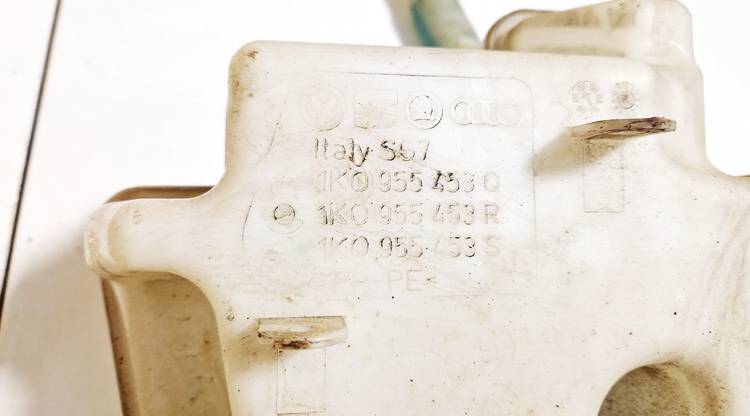 Italy S67
1K0 955 453 Q
1K0 955 453 R
1K0 955 453 S
PE<